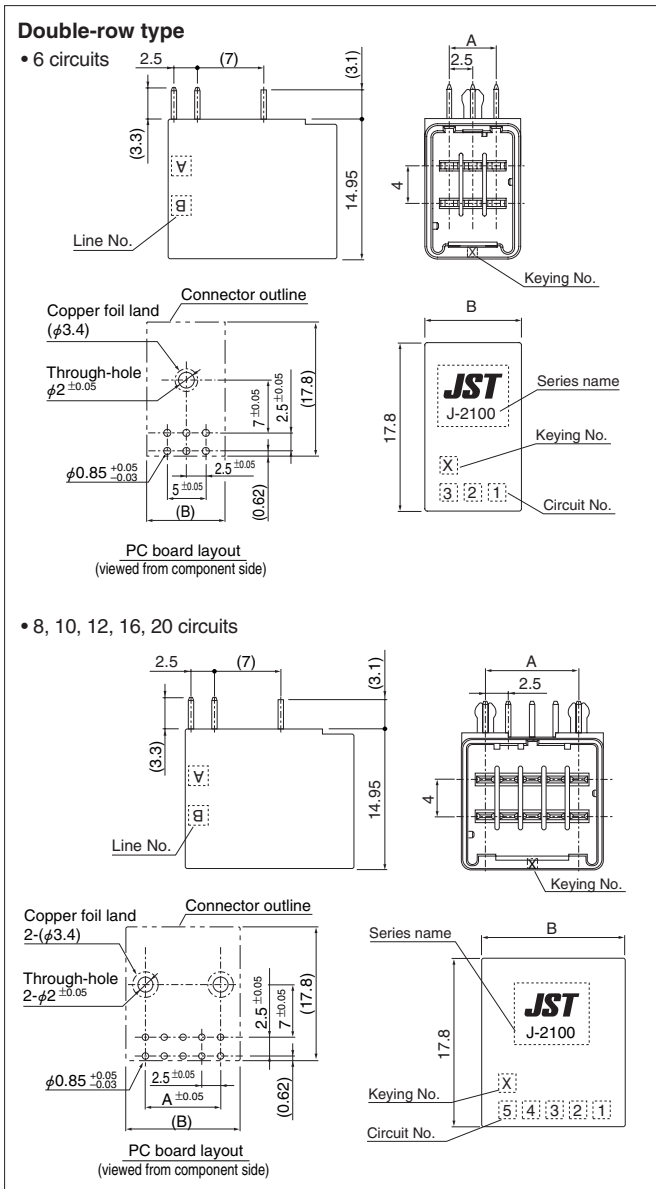 Double-row type
• 6 circuits
2.5
(7)
(3.1)
(3.3)
A
B
14.95
Line No.
A
2.5
4
X
Keying No.
Copper foil land
(φ3.4)
Connector outline
Through-hole
φ2 ±0.05
7 ±0.05
2.5 ±0.05
(17.8)
φ0.85 +0.05 −0.03
2.5 ±0.05
5 ±0.05
(0.62)
(B)
PC board layout
(viewed from component side)
B
17.8
JST
J-2100
Series name
X
Keying No.
3 2 1
Circuit No.
• 8, 10, 12, 16, 20 circuits
2.5
(7)
(3.1)
(3.3)
A
B
14.95
Line No.
A
2.5
4
X
Keying No.
Copper foil land
2-(φ3.4)
Connector outline
Through-hole
2-φ2 ±0.05
2.5 ±0.05
7 ±0.05
(17.8)
φ0.85 +0.05 −0.03
2.5 ±0.05
A ±0.05
(0.62)
(B)
PC board layout
(viewed from component side)
Series name
B
17.8
JST
J-2100
Keying No.
X
5 4 3 2 1
Circuit No.